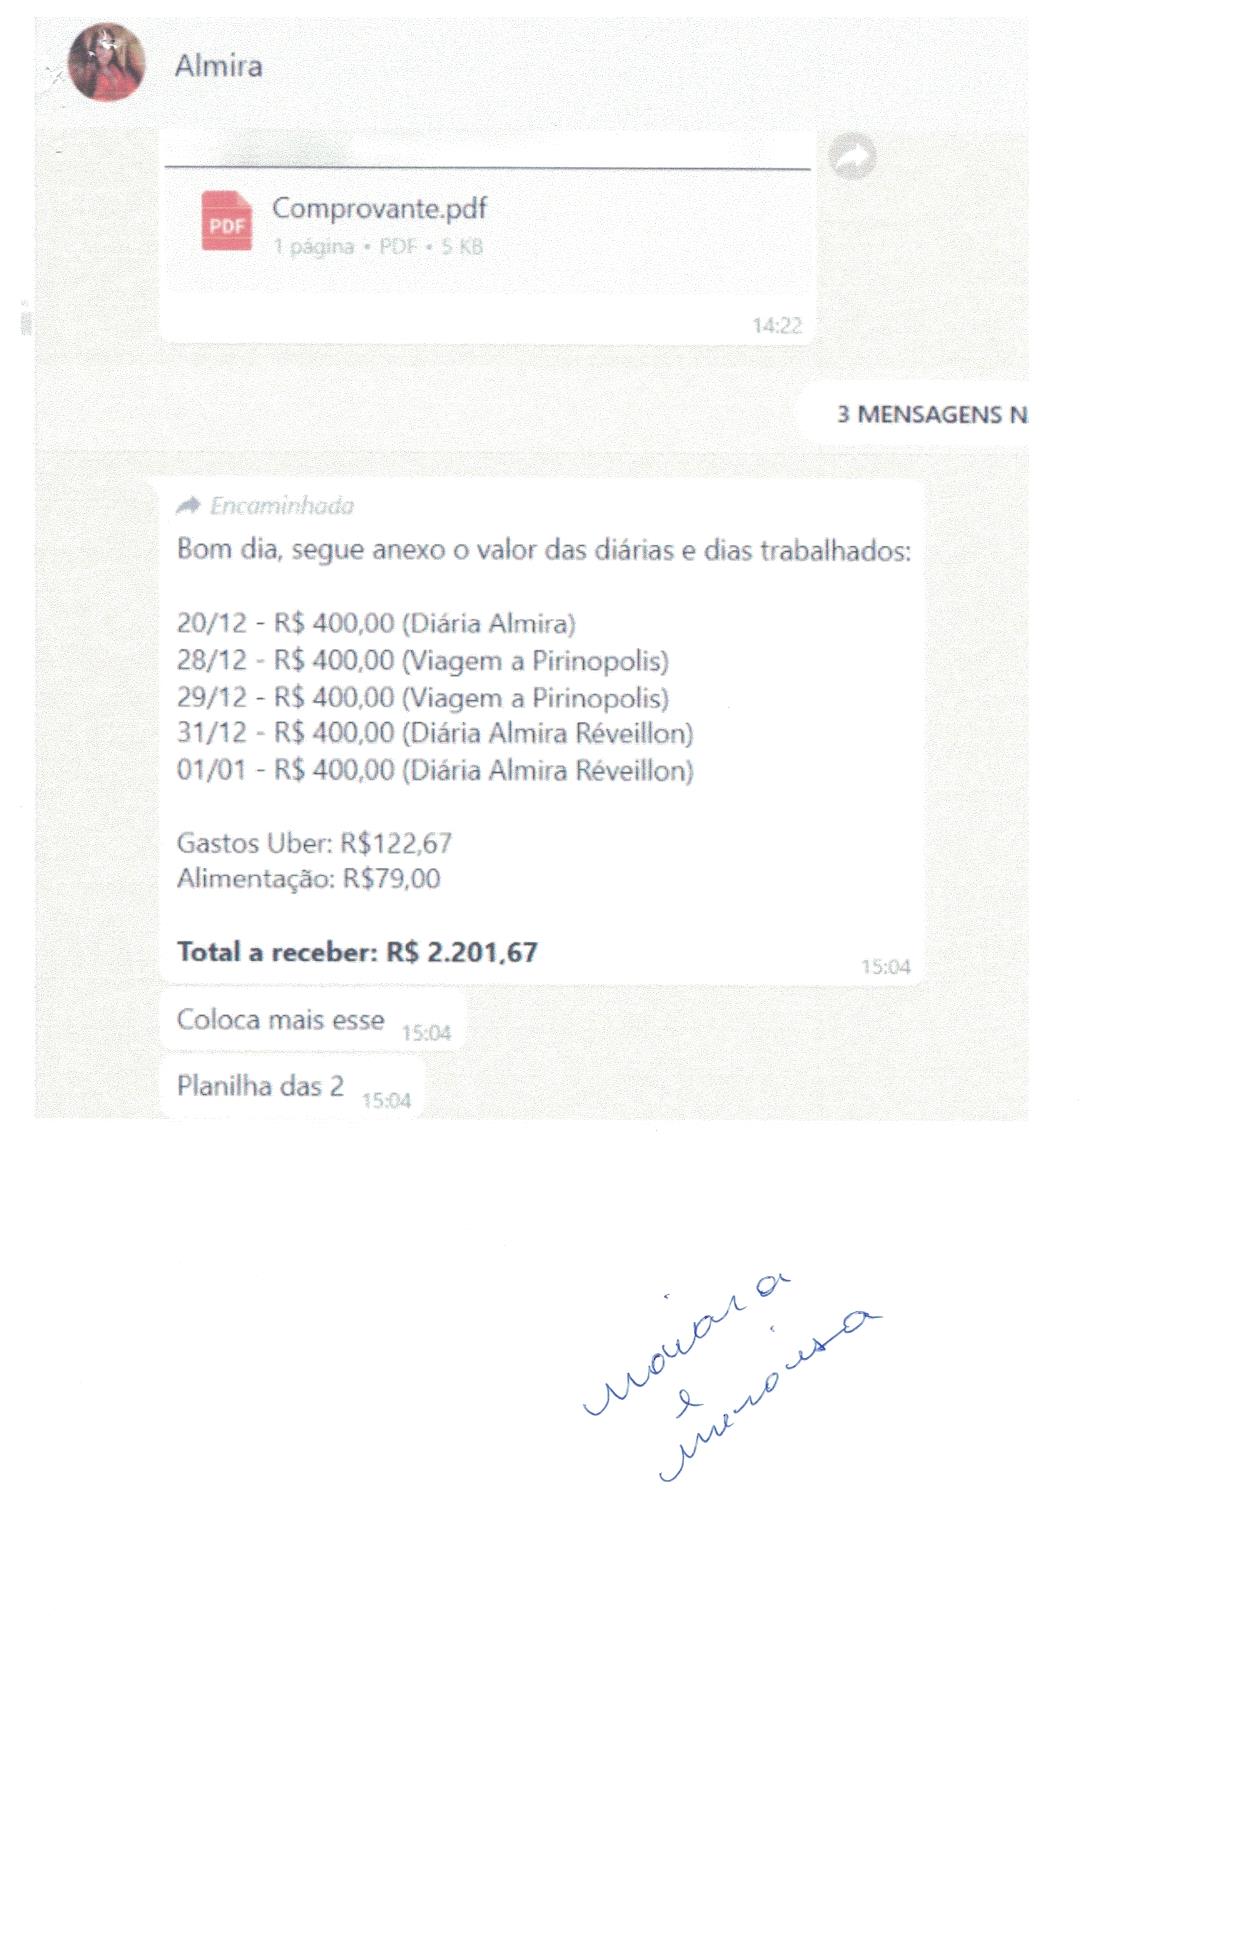 Almira
PDF
Comprovante.pdf
1 página • PDF • 5 KB
14:22
3 MENSAGENS N
Encaminhada
Bom dia, segue anexo o valor das diárias e dias trabalhados:
20/12 - R$ 400,00 (Diária Almira)
28/12 - R$ 400,00 (Viagem a Pirinopolis)
29/12 - R$ 400,00 (Viagem a Pirinopolis)
31/12 - R$ 400,00 (Diária Almira Réveillon)
01/01 - R$ 400,00 (Diária Almira Réveillon)
Gastos Uber: R$122,67
Alimentação: R$79,00
Total a receber: R$ 2.201,67
15:04
Coloca mais esse 15:04
Planilha das 2 15:04
Maiara
e